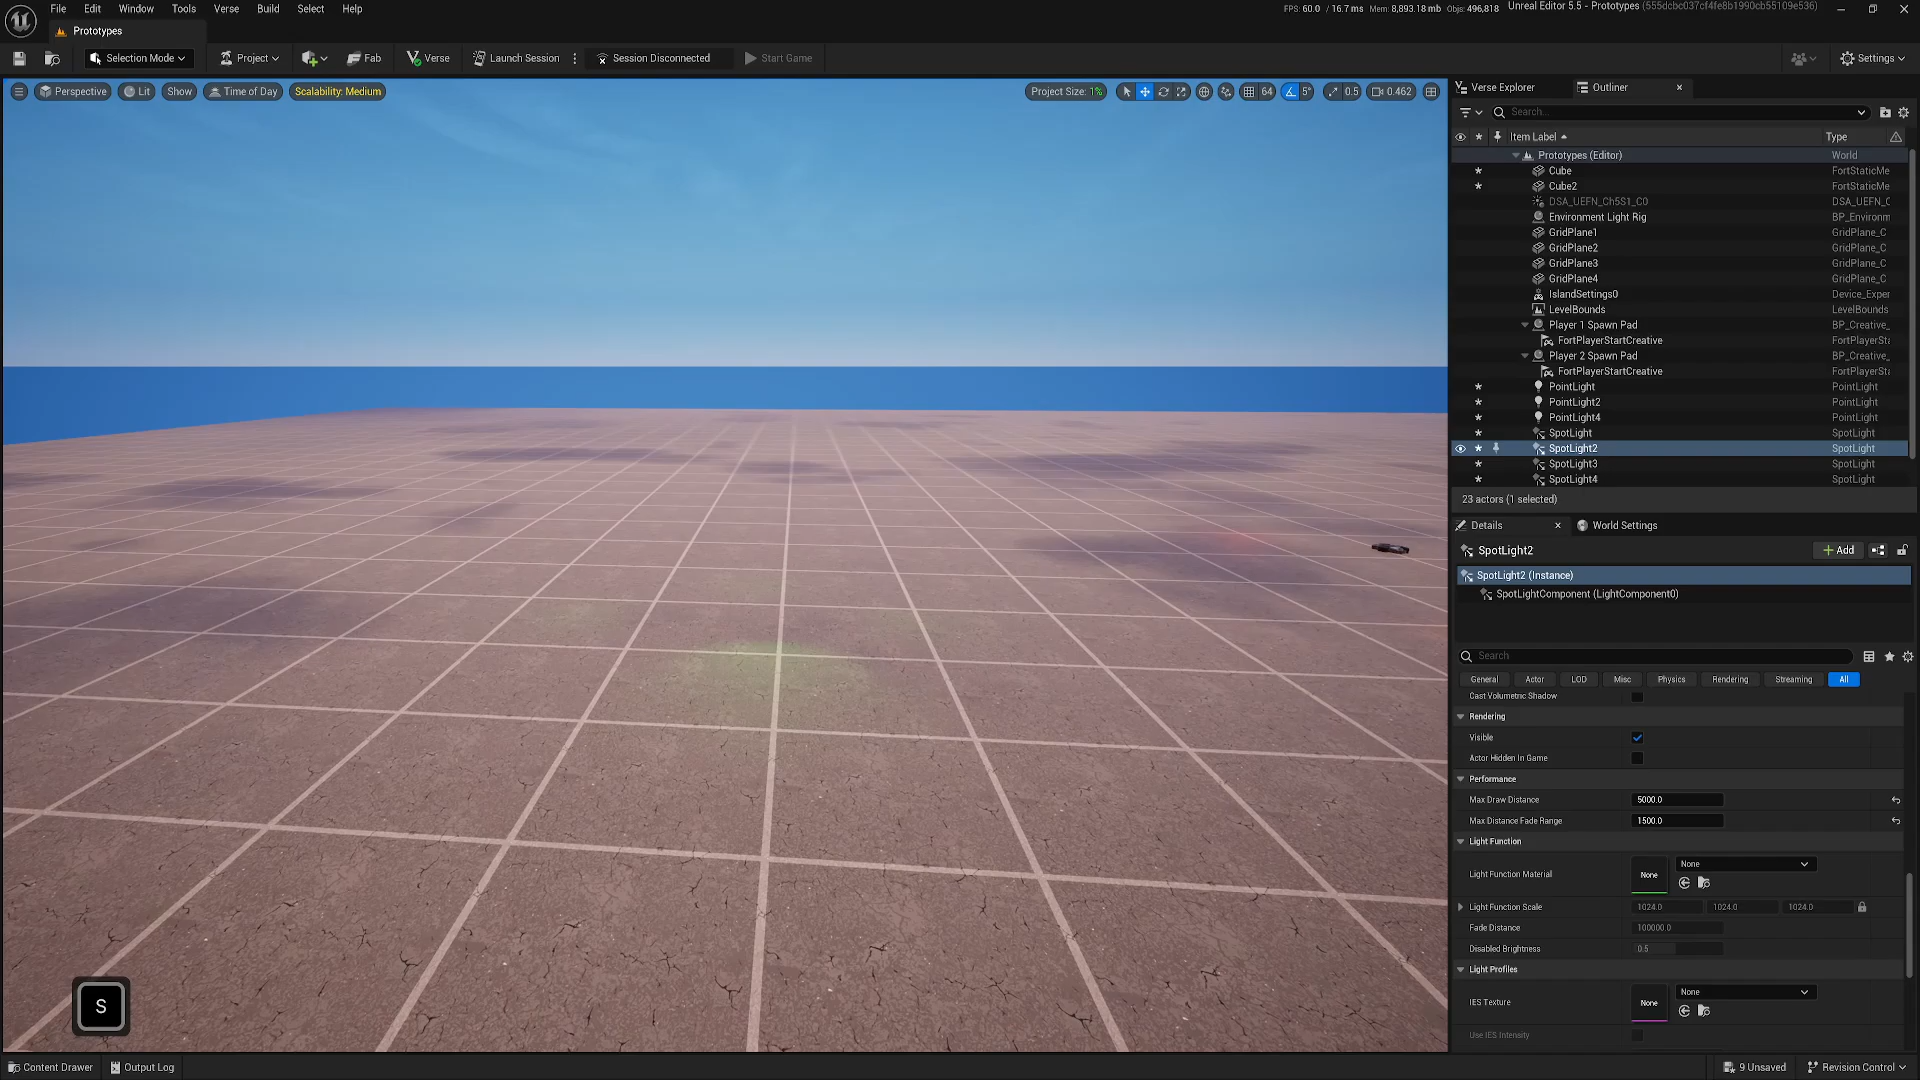 File Edit Window Tools Verse Build Select Help
FPS: 60.0 / 16.7 ms Mem: 8,893.18 mb Objs: 496,818 Unreal Editor 5.5 - Prototypes (555dcbc037cf4fe8b1990cb55109e536)
Prototypes
Selection Mode Project Fab Verse Launch Session Session Disconnected Start Game Settings
Perspective Lit Show Time of Day Scalability: Medium Project Size: 1% 64 5° 0.5 0.462
Verse Explorer Outliner
Search...
Item Label Type
Prototypes (Editor) World
Cube FortStaticMe
Cube2 FortStaticMe
DSA_UEFN_Ch5S1_C0 DSA_UEFN_C
Environment Light Rig BP_Environm
GridPlane1 GridPlane_C
GridPlane2 GridPlane_C
GridPlane3 GridPlane_C
GridPlane4 GridPlane_C
IslandSettings0 Device_Exper
LevelBounds LevelBounds
Player 1 Spawn Pad BP_Creative_
FortPlayerStartCreative FortPlayerSta
Player 2 Spawn Pad BP_Creative_
FortPlayerStartCreative FortPlayerSta
PointLight PointLight
PointLight2 PointLight
PointLight4 PointLight
SpotLight SpotLight
SpotLight2 SpotLight
SpotLight3 SpotLight
SpotLight4 SpotLight
23 actors (1 selected)
Details World Settings
SpotLight2 Add
SpotLight2 (Instance)
SpotLightComponent (LightComponent0)
Search
General Actor LOD Misc Physics Rendering Streaming All
Cast Volumetric Shadow
Rendering
Visible
Actor Hidden In Game
Performance
Max Draw Distance 5000.0
Max Distance Fade Range 1500.0
Light Function
Light Function Material None None
Light Function Scale 1024.0 1024.0 1024.0
Fade Distance 100000.0
Disabled Brightness 0.5
Light Profiles
IES Texture None None
Use IES Intensity
S
Content Drawer Output Log 9 Unsaved Revision Control